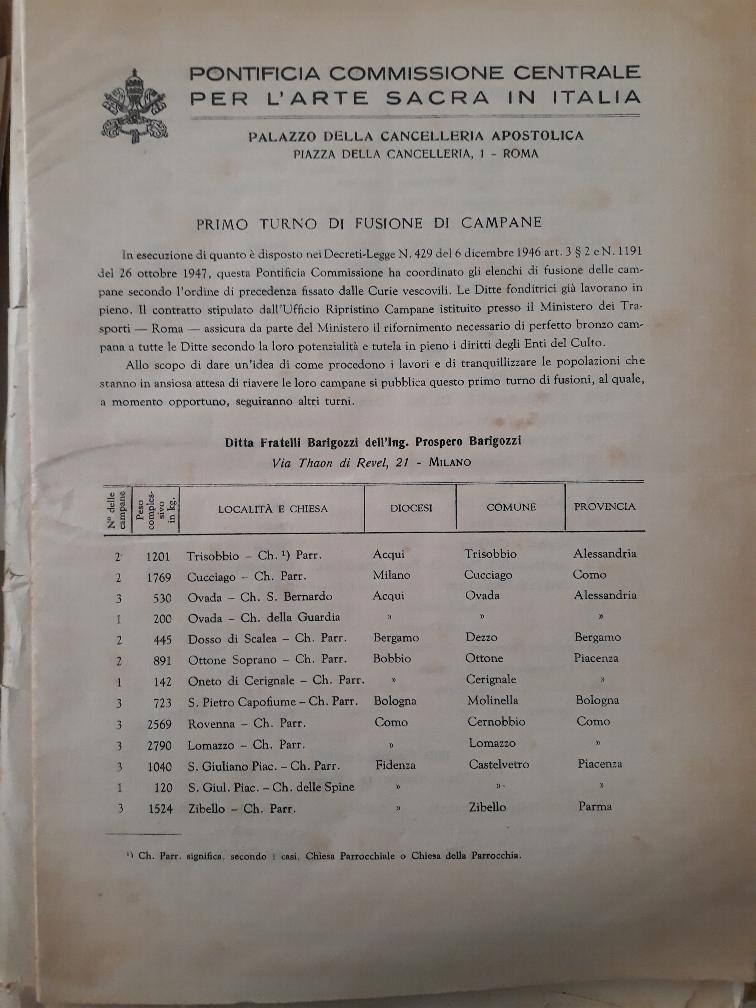 PONTIFICIA COMMISSIONE CENTRALE
PER L'ARTE SACRA IN ITALIA
PALAZZO DELLA CANCELLERIA APOSTOLICA
PIAZZA DELLA CANCELLERIA, 1 - ROMA
PRIMO TURNO DI FUSIONE DI CAMPANE
In esecuzione di quanto è disposto nei Decreti-Legge N. 429 del 6 dicembre 1946 art. 3 § 2 e N. 1191
del 26 ottobre 1947, questa Pontificia Commissione ha coordinato gli elenchi di fusione delle cam-
pane secondo l'ordine di precedenza fissato dalle Curie vescovili. Le Ditte fonditrici già lavorano in
pieno. Il contratto stipulato dall'Ufficio Ripristino Campane istituito presso il Ministero dei Tra-
sporti — Roma — assicura da parte del Ministero il rifornimento necessario di perfetto bronzo cam-
pana a tutte le Ditte secondo la loro potenzialità e tutela in pieno i diritti degli Enti del Culto.
Allo scopo di dare un'idea di come procedono i lavori e di tranquillizzare le popolazioni che
stanno in ansiosa attesa di riavere le loro campane si pubblica questo primo turno di fusioni, al quale,
a momento opportuno, seguiranno altri turni.
Ditta Fratelli Barigozzi dell'Ing. Prospero Barigozzi
Via Thaon di Revel, 21 - MILANO
Nº delle campane Peso comples-sivo in kg. LOCALITÀ E CHIESA DIOCESI COMUNE PROVINCIA
2 1201 Trisobbio – Ch. ¹) Parr. Acqui Trisobbio Alessandria
2 1769 Cucciago – Ch. Parr. Milano Cucciago Como
3 530 Ovada – Ch. S. Bernardo Acqui Ovada Alessandria
1 200 Ovada – Ch. della Guardia » » »
2 445 Dosso di Scalea – Ch. Parr. Bergamo Dezzo Bergamo
2 891 Ottone Soprano – Ch. Parr. Bobbio Ottone Piacenza
1 142 Oneto di Cerignale – Ch. Parr. » Cerignale »
3 723 S. Pietro Capofiume – Ch. Parr. Bologna Molinella Bologna
3 2569 Rovenna – Ch. Parr. Como Cernobbio Como
3 2790 Lomazzo – Ch. Parr. » Lomazzo »
3 1040 S. Giuliano Piac. – Ch. Parr. Fidenza Castelvetro Piacenza
1 120 S. Giul. Piac. – Ch. delle Spine » » »
3 1524 Zibello – Ch. Parr. » Zibello Parma
¹) Ch. Parr. significa, secondo i casi, Chiesa Parrocchiale o Chiesa della Parrocchia.